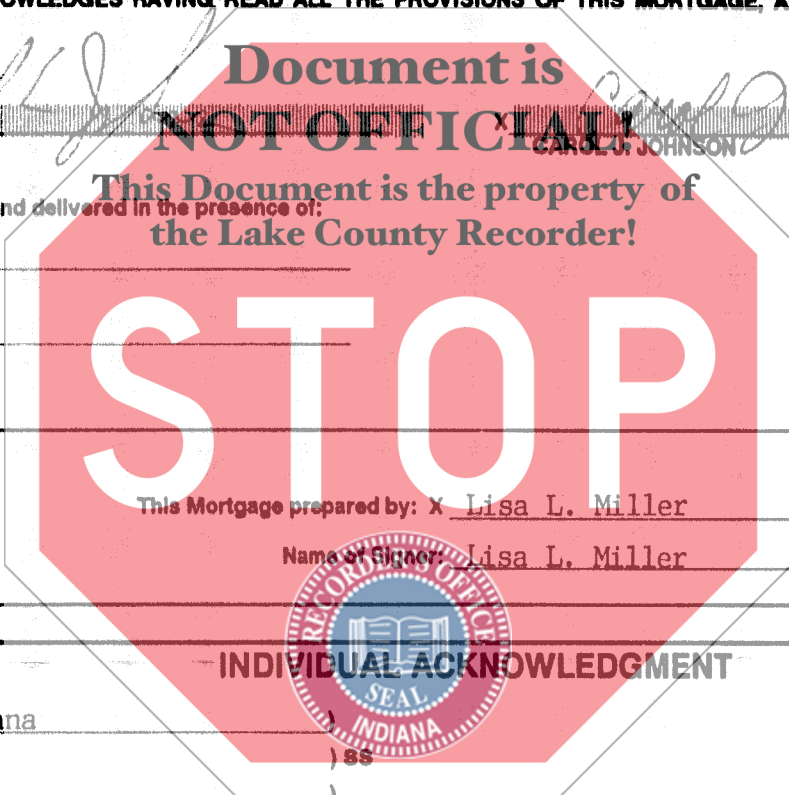 OWLEDGES HAVING READ ALL THE PROVISIONS OF THIS MORTGAGE, A
Document is
NOT OFFICIAL!
X
CAROL J. JOHNSON
This Document is the property of
nd delivered in the presence of:
the Lake County Recorder!
STOP
This Mortgage prepared by: X Lisa L. Miller
Name of Signer: Lisa L. Miller
RECORDER'S OFFICE
INDIVIDUAL ACKNOWLEDGMENT
SEAL
INDIANA
ana )
) SS
)